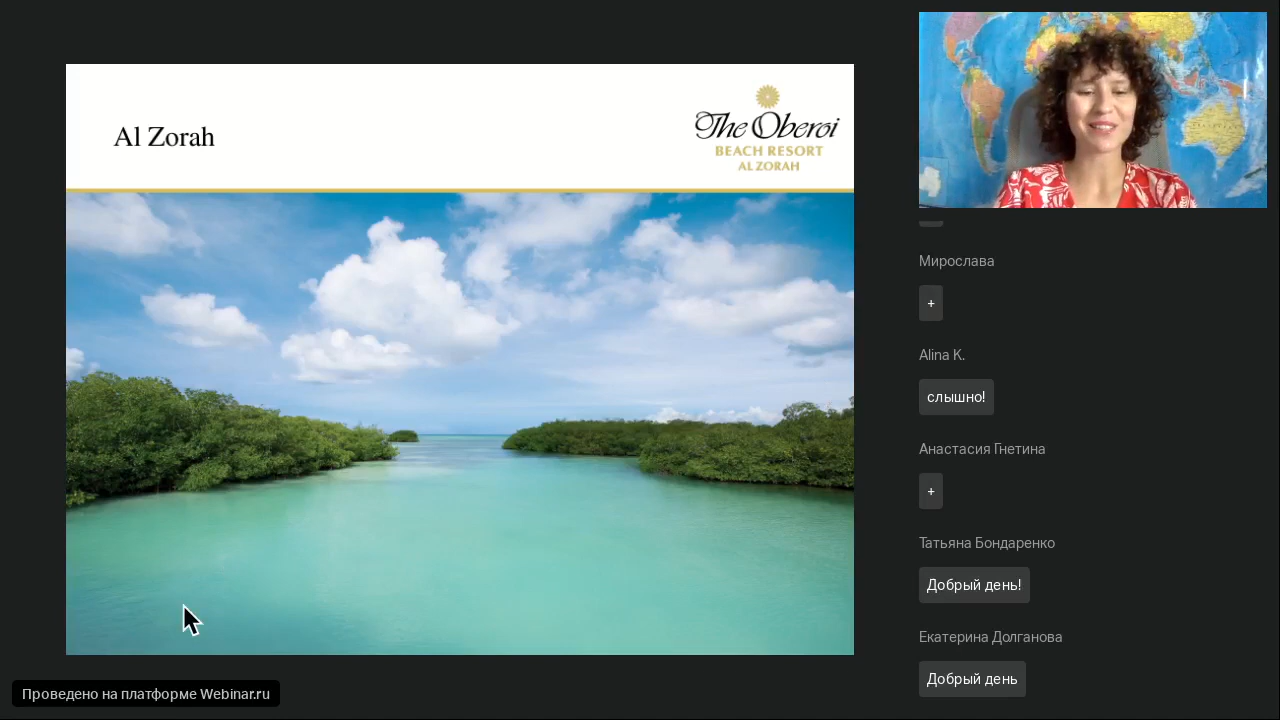 Al Zorah
The Oberoi
BEACH RESORT
AL ZORAH
Мирослава
+
Alina K.
слышно!
Анастасия Гнетина
+
Татьяна Бондаренко
Добрый день!
Екатерина Долганова
Добрый день
Проведено на платформе Webinar.ru